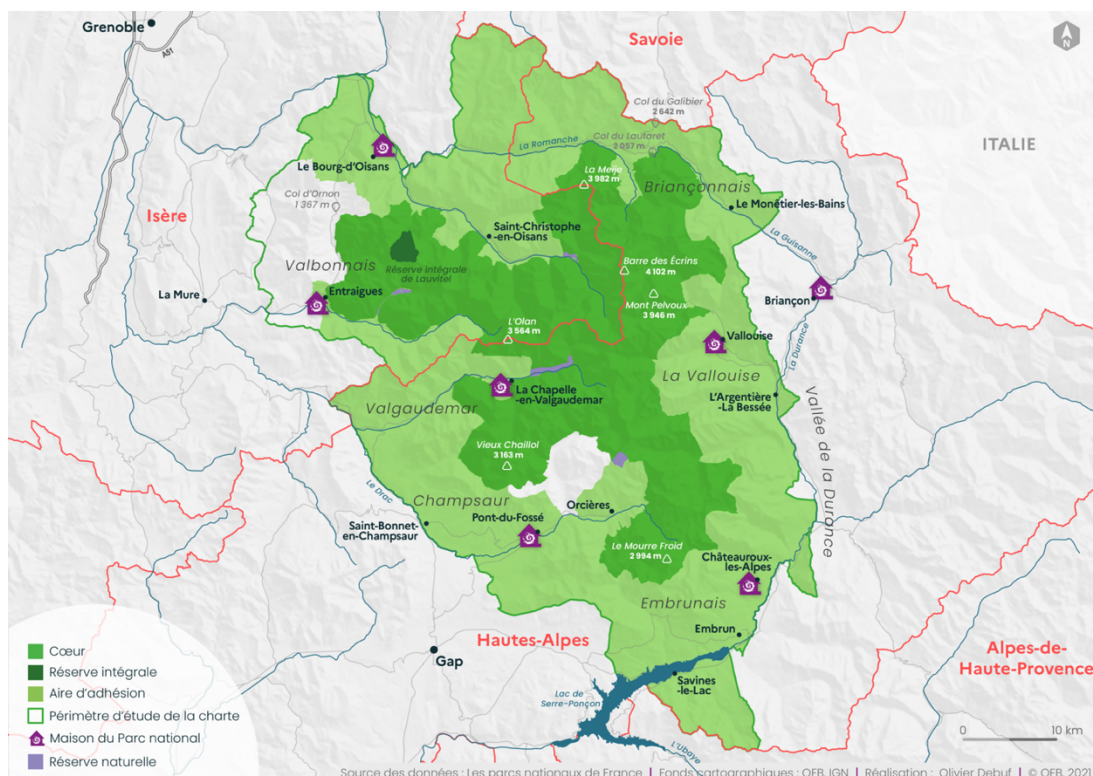 Grenoble
A51
Savoie
N
Col du Galibier
2 642 m
Col du Lautaret
2 057 m
ITALIE
La Romanche
Le Bourg-d'Oisans
La Meije
3 982 m
Briançonnais
Le Monêtier-les-Bains
Col d'Ornon
1 367 m
Isère
Saint-Christophe
-en-Oisans
La Guisanne
Valbonnais
Réserve intégrale
de Lauvitel
Barre des Écrins
4 102 m
Entraigues
La Mure
Mont Pelvoux
3 946 m
Briançon
L'Olan
3 564 m
Vallouise
La Durance
La Vallouise
La Chapelle
-en-Valgaudemar
L'Argentière
-La Bessée
Valgaudemar
Vallée de la Durance
Vieux Chaillol
3 163 m
Le Drac
Champsaur
Orcières
Pont-du-Fossé
Saint-Bonnet-
en-Champsaur
Le Mourre Froid
2 994 m
Châteauroux-
les-Alpes
Embrunais
Embrun
Hautes-Alpes
Alpes-de-
Haute-Provence
Gap
Savines
-le-Lac
Lac de
Serre-Ponçon
L'Ubaye
Cœur
Réserve intégrale
Aire d'adhésion
Périmètre d'étude de la charte
Maison du Parc national
Réserve naturelle
0 10 km
Source des données : Les parcs nationaux de France | Fonds cartographiques : OFB, IGN | Réalisation : Olivier Debuf | © OFB, 2021